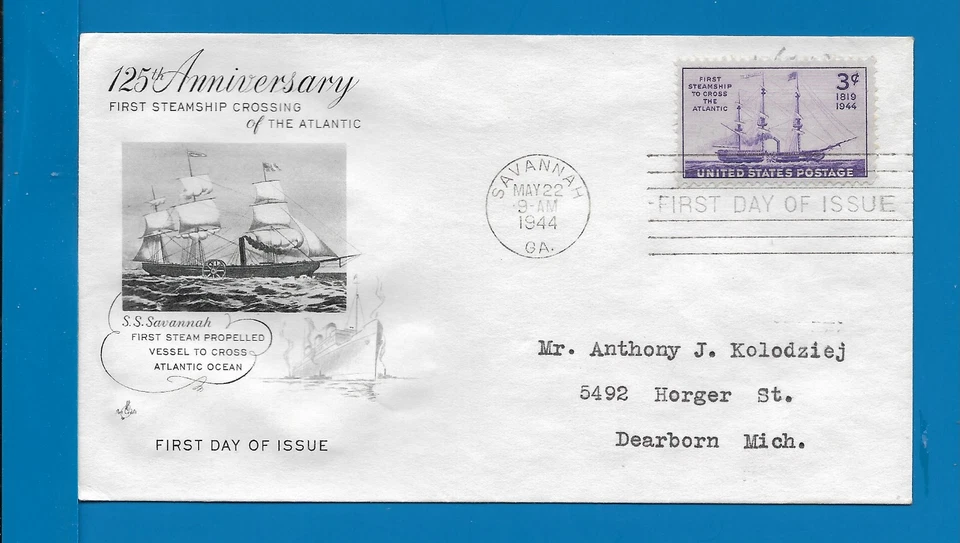 125th Anniversary
FIRST STEAMSHIP CROSSING
of THE ATLANTIC
S.S. Savannah
FIRST STEAM PROPELLED
VESSEL TO CROSS
ATLANTIC OCEAN
FIRST DAY OF ISSUE
SAVANNAH
MAY 22
9-AM
1944
GA.
FIRST
STEAMSHIP
TO CROSS
THE
ATLANTIC
3¢
1819
1944
UNITED STATES POSTAGE
FIRST DAY OF ISSUE
Mr. Anthony J. Kolodziej
5492 Horger St.
Dearborn Mich.